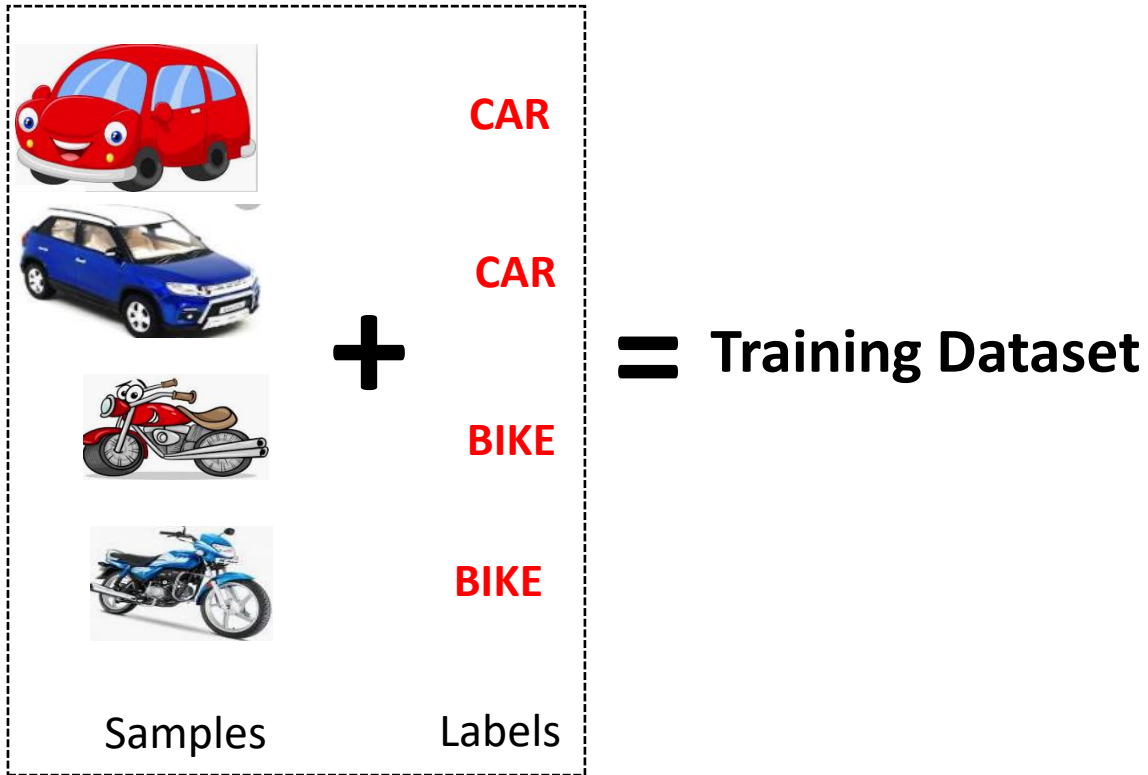 CAR
CAR
+ = Training Dataset
BIKE
BIKE
Samples Labels